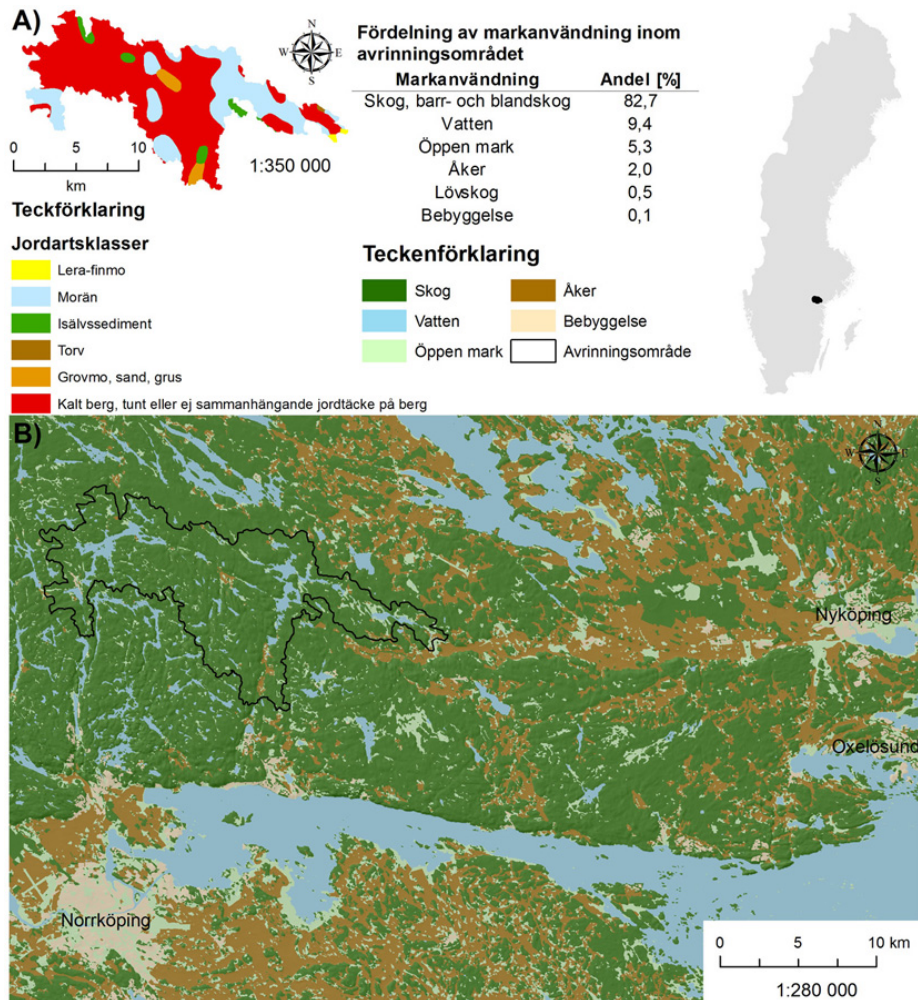 A)
N
W E
S
0 5 10
km
1:350 000
Teckförklaring
Jordartsklasser
Lera-finmo
Morän
Isälvssediment
Torv
Grovmo, sand, grus
Kalt berg, tunt eller ej sammanhängande jordtäcke på berg
Fördelning av markanvändning inom
avrinningsområdet
Markanvändning Andel [%]
Skog, barr- och blandskog 82,7
Vatten 9,4
Öppen mark 5,3
Åker 2,0
Lövskog 0,5
Bebyggelse 0,1
Teckenförklaring
Skog Åker
Vatten Bebyggelse
Öppen mark Avrinningsområde
B)
N
W E
S
Nyköping
Oxelösund
Norrköping
0 5 10 km
1:280 000